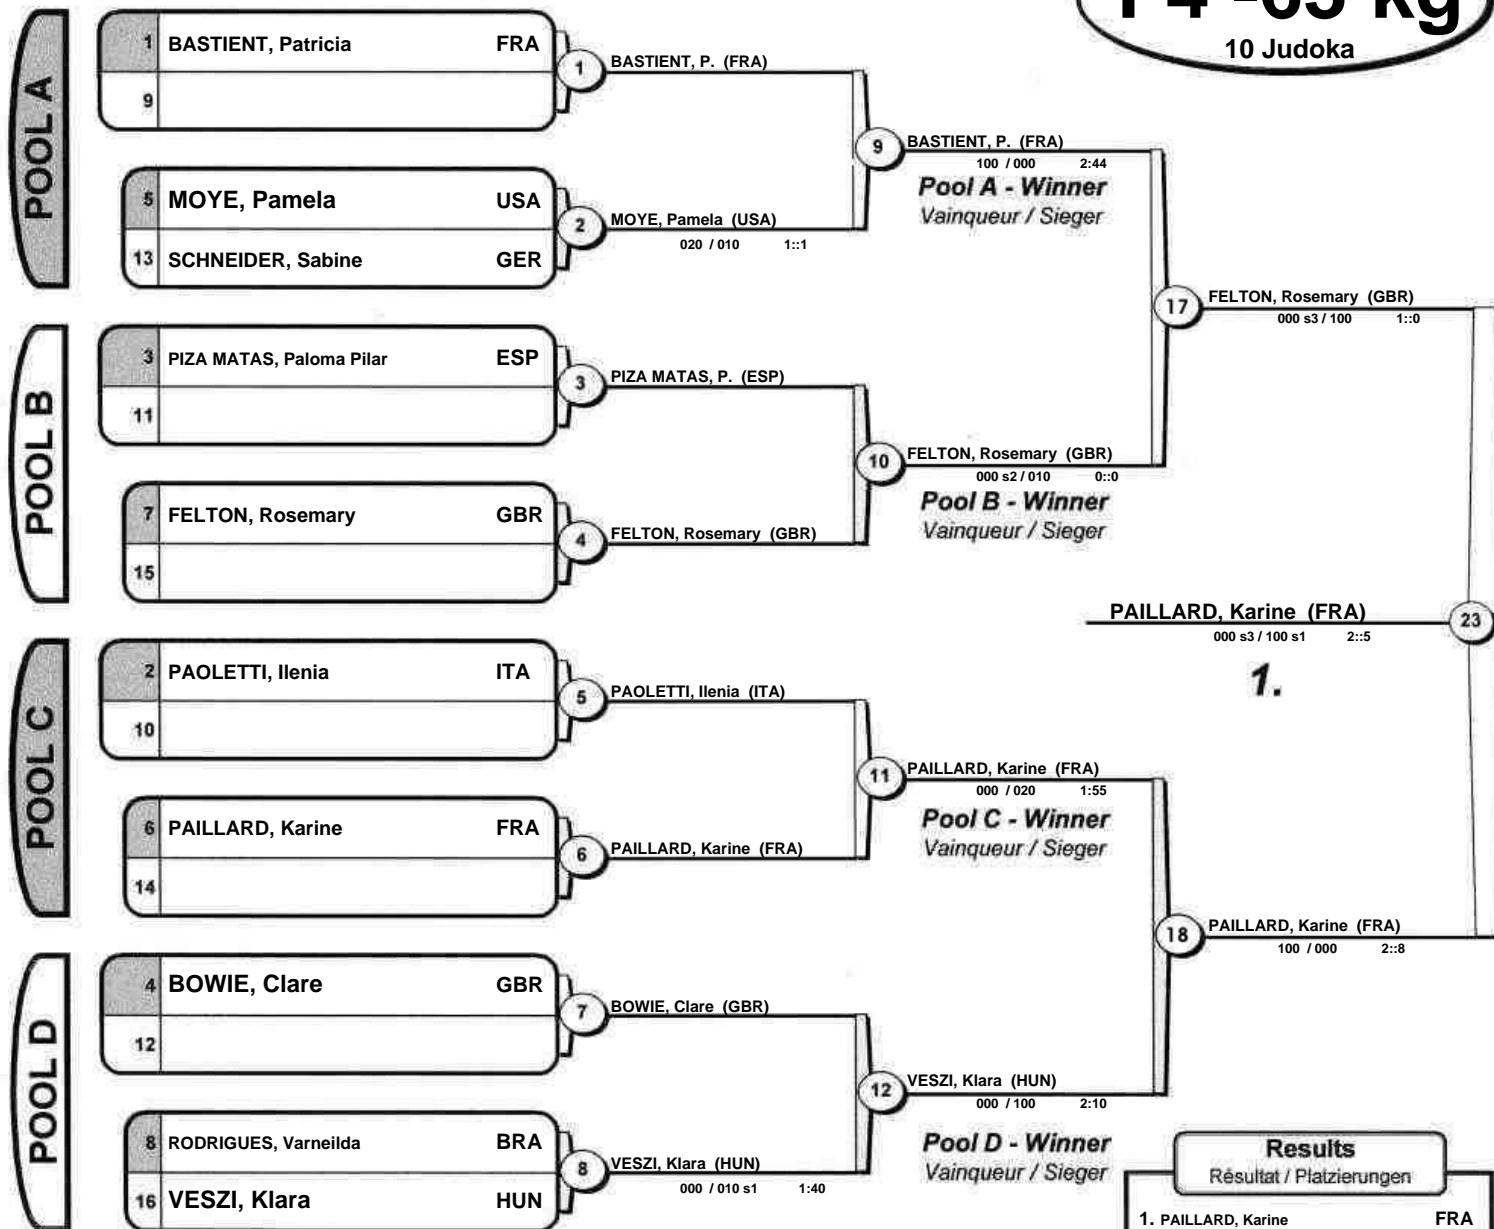 F4 -63 kg
10 Judoka
POOL A
1 BASTIENT, Patricia FRA
9
1 BASTIENT, P. (FRA)
5 MOYE, Pamela USA
13 SCHNEIDER, Sabine GER
2 MOYE, Pamela (USA)
020 / 010 1::1
9 BASTIENT, P. (FRA)
100 / 000 2:44
Pool A - Winner
Vainqueur / Sieger
POOL B
3 PIZA MATAS, Paloma Pilar ESP
11
3 PIZA MATAS, P. (ESP)
7 FELTON, Rosemary GBR
15
4 FELTON, Rosemary (GBR)
10 FELTON, Rosemary (GBR)
000 s2 / 010 0::0
Pool B - Winner
Vainqueur / Sieger
17 FELTON, Rosemary (GBR)
000 s3 / 100 1::0
PAILLARD, Karine (FRA) 23
000 s3 / 100 s1 2::5
1.
POOL C
2 PAOLETTI, Ilenia ITA
10
5 PAOLETTI, Ilenia (ITA)
6 PAILLARD, Karine FRA
14
6 PAILLARD, Karine (FRA)
11 PAILLARD, Karine (FRA)
000 / 020 1:55
Pool C - Winner
Vainqueur / Sieger
18 PAILLARD, Karine (FRA)
100 / 000 2::8
POOL D
4 BOWIE, Clare GBR
12
7 BOWIE, Clare (GBR)
8 RODRIGUES, Varneilda BRA
16 VESZI, Klara HUN
8 VESZI, Klara (HUN)
000 / 010 s1 1:40
12 VESZI, Klara (HUN)
000 / 100 2:10
Pool D - Winner
Vainqueur / Sieger
Results
Résultat / Platzierungen
1. PAILLARD, Karine FRA